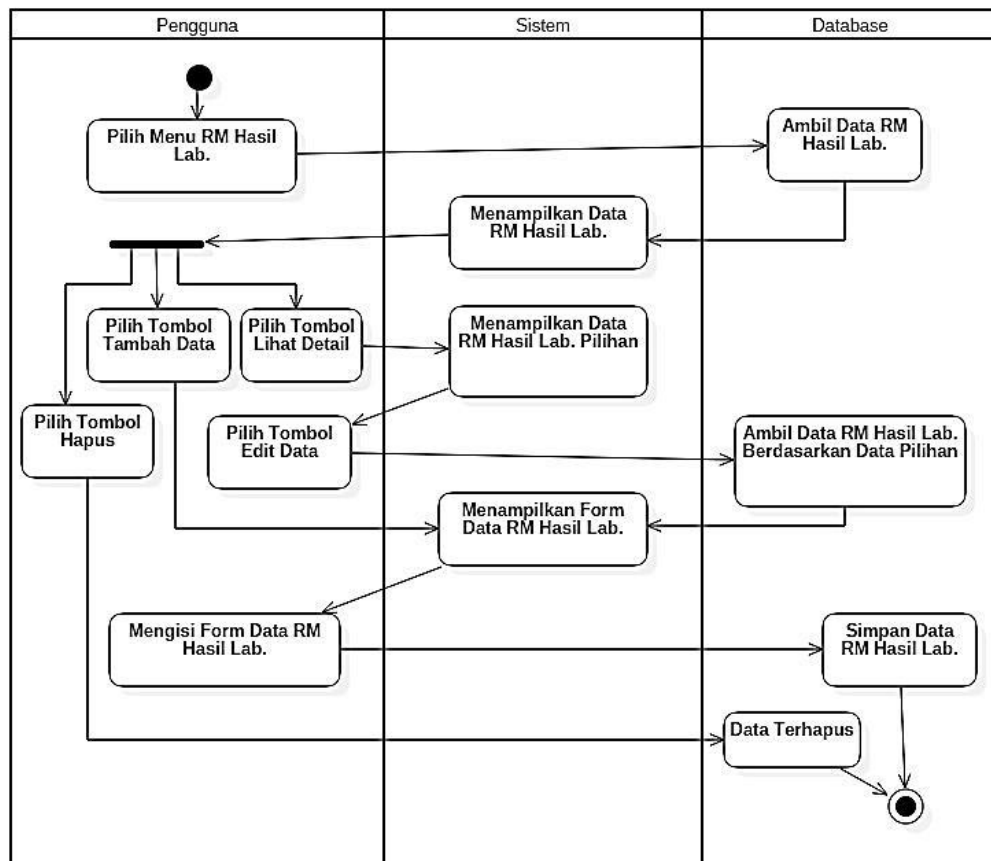 Pengguna
Sistem
Database
Pilih Menu RM Hasil
Lab.
Ambil Data RM
Hasil Lab.
Menampilkan Data
RM Hasil Lab.
Pilih Tombol
Tambah Data
Pilih Tombol
Lihat Detail
Menampilkan Data
RM Hasil Lab. Pilihan
Pilih Tombol
Hapus
Pilih Tombol
Edit Data
Ambil Data RM Hasil Lab.
Berdasarkan Data Pilihan
Menampilkan Form
Data RM Hasil Lab.
Mengisi Form Data RM
Hasil Lab.
Simpan Data
RM Hasil Lab.
Data Terhapus